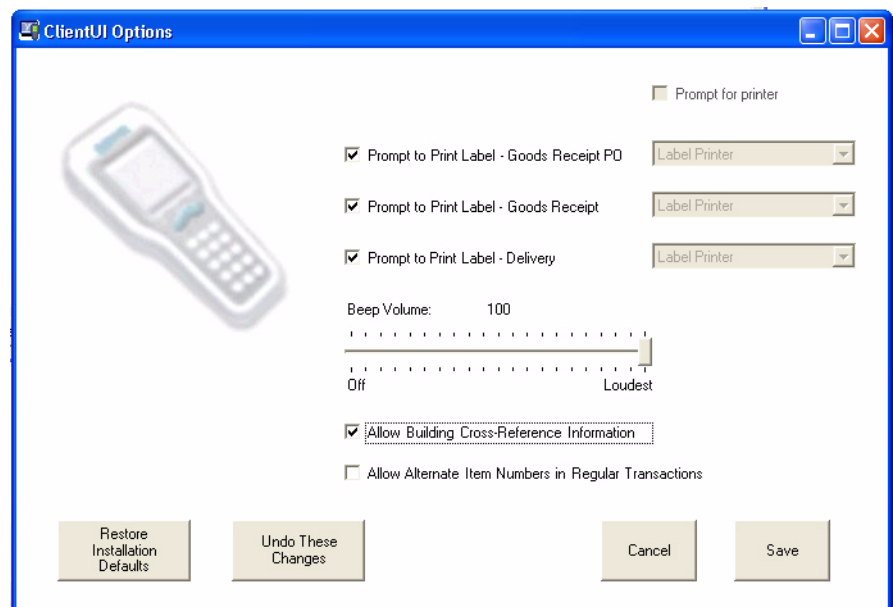 ClientUI Options
Prompt for printer
Prompt to Print Label - Goods Receipt PO
Label Printer
Prompt to Print Label - Goods Receipt
Label Printer
Prompt to Print Label - Delivery
Label Printer
Beep Volume: 100
Off Loudest
Allow Building Cross-Reference Information
Allow Alternate Item Numbers in Regular Transactions
Restore
Installation
Defaults
Undo These
Changes
Cancel
Save